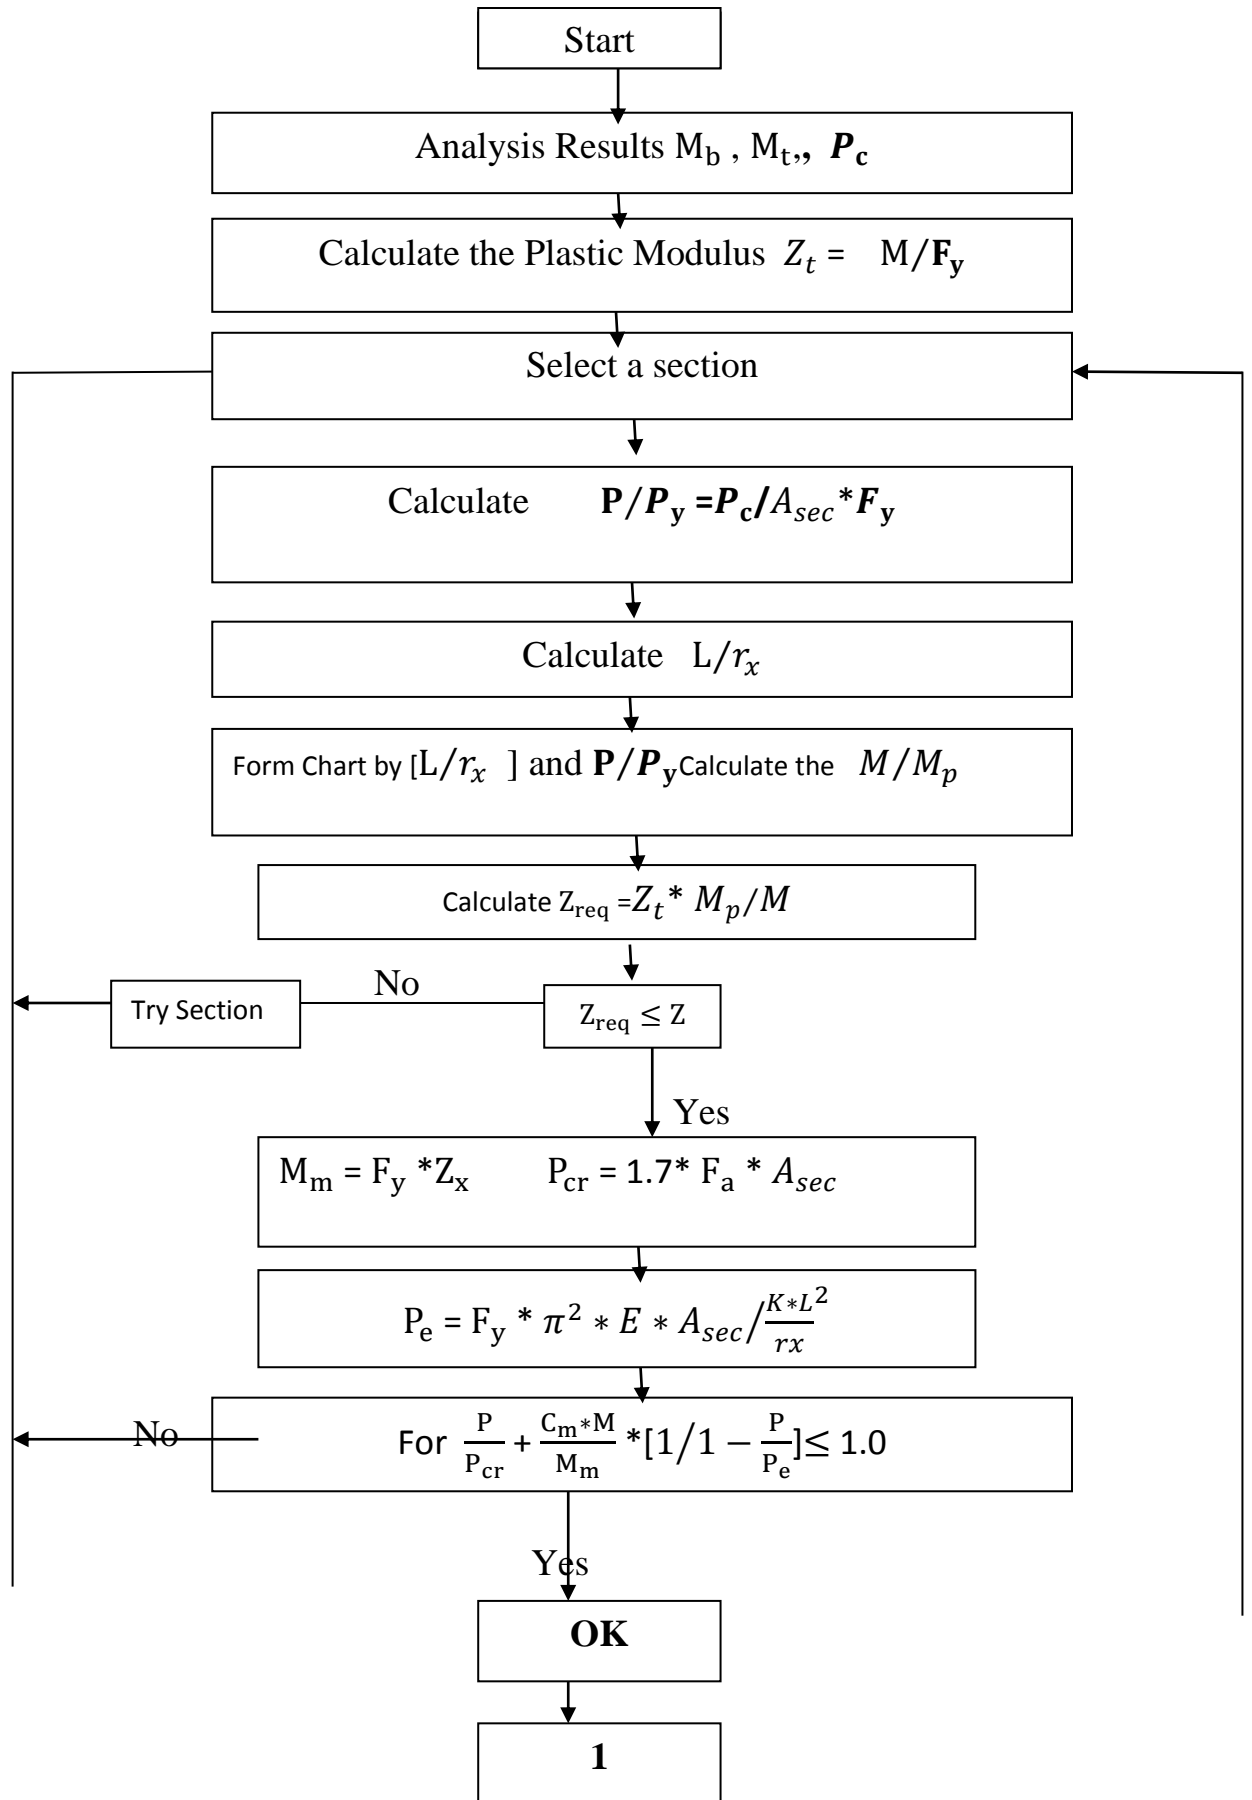 Start
Analysis Results M_b , M_t,, P_c
Calculate the Plastic Modulus Z_t = M/F_y
Select a section
Calculate P/P_y =P_c/A_sec*F_y
Calculate L/r_x
Form Chart by [L/r_x ] and P/P_y Calculate the M/M_p
Calculate Z_req =Z_t* M_p/M
No
Try Section
Z_req ≤ Z
Yes
M_m = F_y *Z_x P_cr = 1.7* F_a * A_sec
P_e = F_y * π² ∗ E ∗ A_sec/(K∗L²/rx)
No
For P/P_cr + C_m∗M/M_m *[1/1 − P/P_e]≤ 1.0
Yes
OK
1